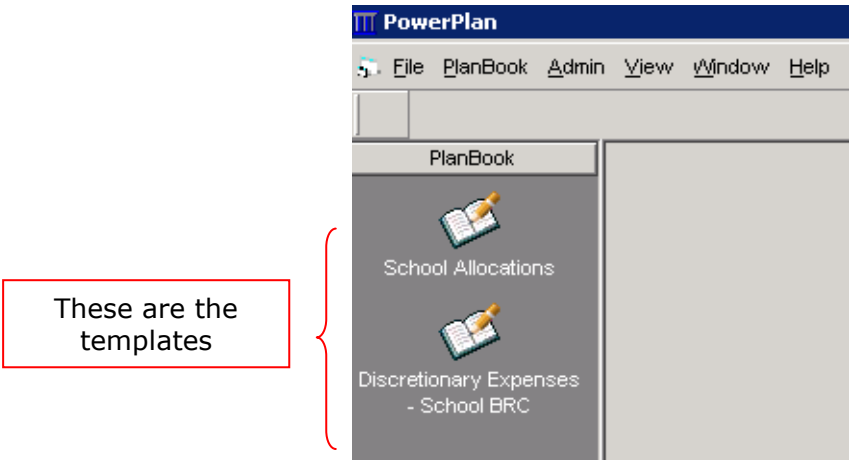 PowerPlan
File PlanBook Admin View Window Help
PlanBook
School Allocations
These are the
templates
Discretionary Expenses
- School BRC